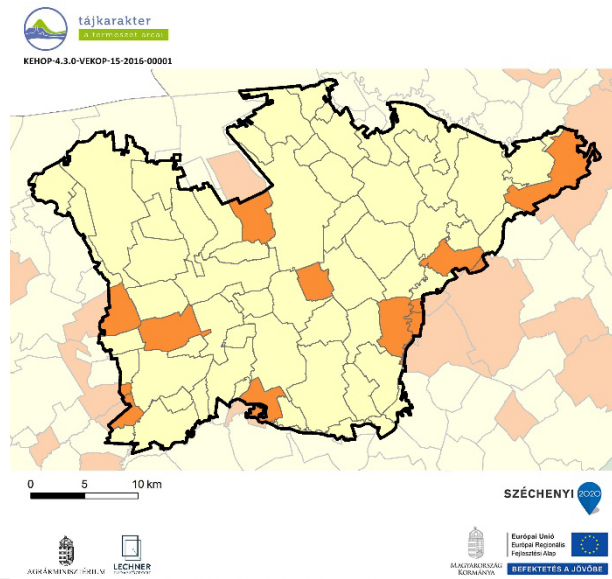 tájkarakter
a természet arcai
KEHOP-4.3.0-VEKOP-15-2016-00001
0 5 10 km
SZÉCHENYI 2020
AGRÁRMINISZTÉRIUM
LECHNER
MAGYARORSZÁG
KORMÁNYA
Európai Unió
Európai Regionális
Fejlesztési Alap
BEFEKTETÉS A JÖVŐBE